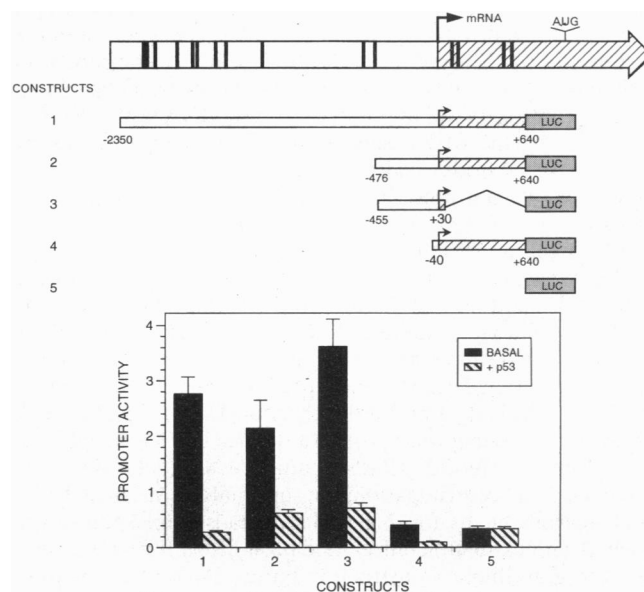 mRNA
AUG
CONSTRUCTS
1
LUC
-2350
+640
2
LUC
-476
+640
3
LUC
-455
+30
4
LUC
-40
+640
5
LUC
4
3
2
1
0
PROMOTER ACTIVITY
BASAL
+ p53
1 2 3 4 5
CONSTRUCTS